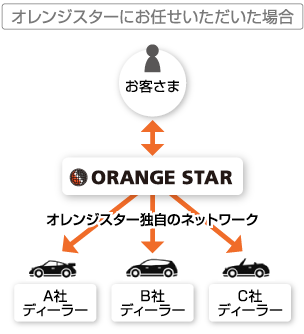 オレンジスターにお任せいただいた場合
お客さま
ORANGE STAR
オレンジスター独自のネットワーク
A社
ディーラー
B社
ディーラー
C社
ディーラー